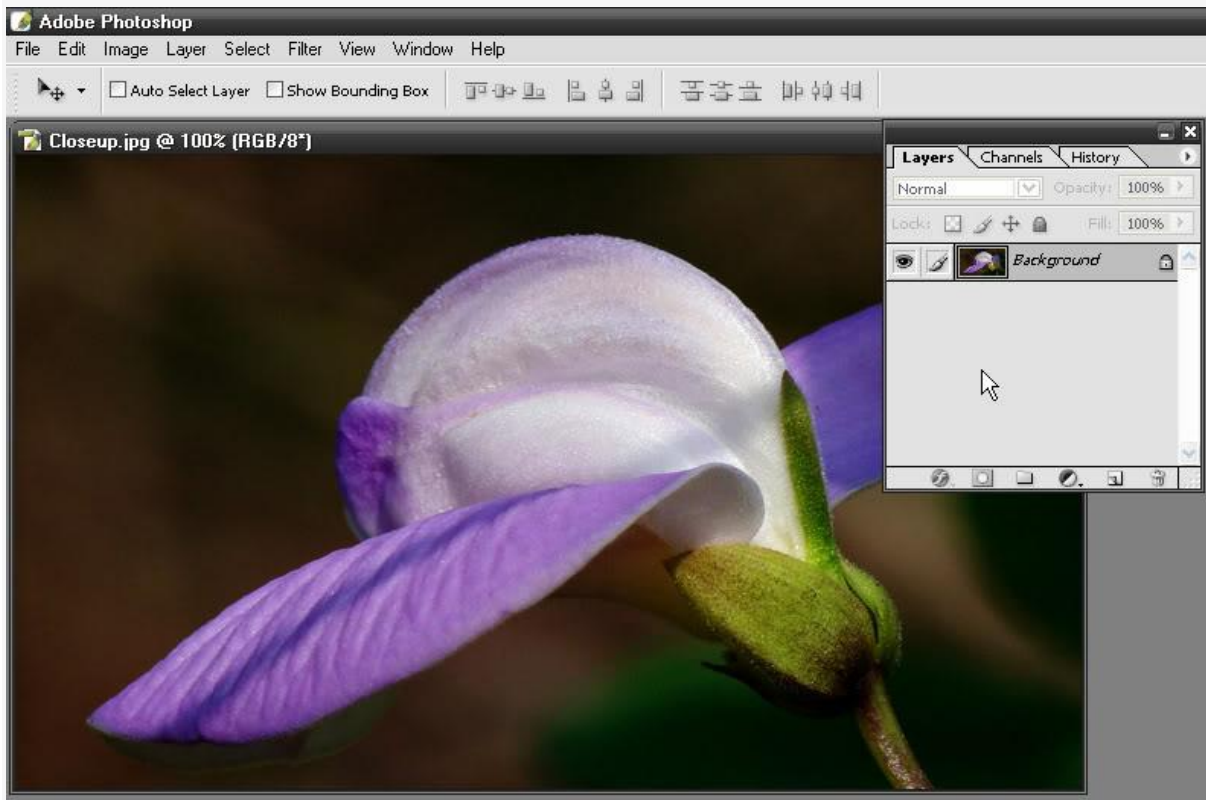 Adobe Photoshop
File Edit Image Layer Select Filter View Window Help
Auto Select Layer Show Bounding Box
Closeup.jpg @ 100% (RGB/8*)
Layers Channels History
Normal Opacity: 100%
Lock: Fill: 100%
Background